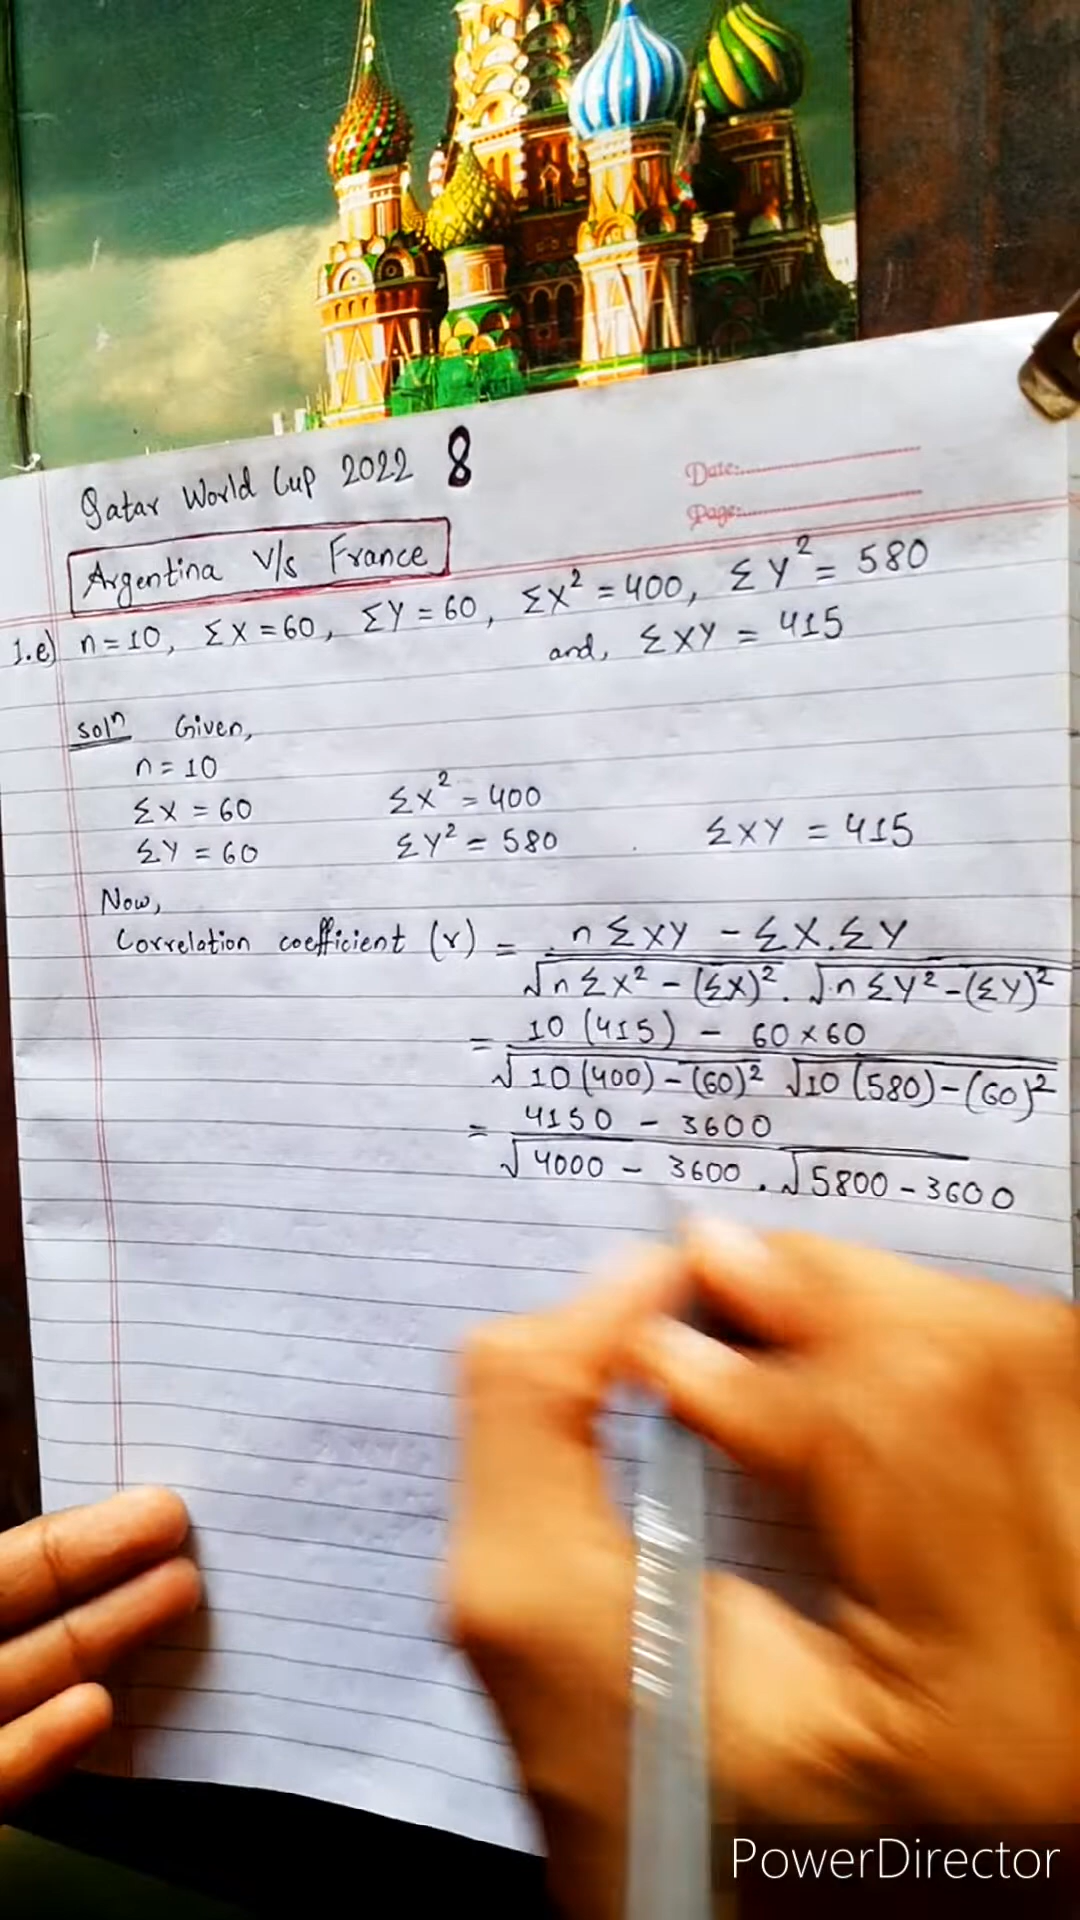 Qatar World Cup 2022 8
Date:
Page:
Argentina V/s France
1.e) n = 10, ΣX = 60, ΣY = 60, ΣX² = 400, ΣY² = 580
and, ΣXY = 415
Solⁿ Given,
n = 10
ΣX = 60 ΣX² = 400
ΣY = 60 ΣY² = 580 ΣXY = 415
Now,
Correlation coefficient (r) = nΣXY - ΣX.ΣY
√nΣX² - (ΣX)² . √nΣY² - (ΣY)²
= 10 (415) - 60 × 60
√10 (400) - (60)² √10 (580) - (60)²
= 4150 - 3600
√4000 - 3600 . √5800 - 3600
PowerDirector